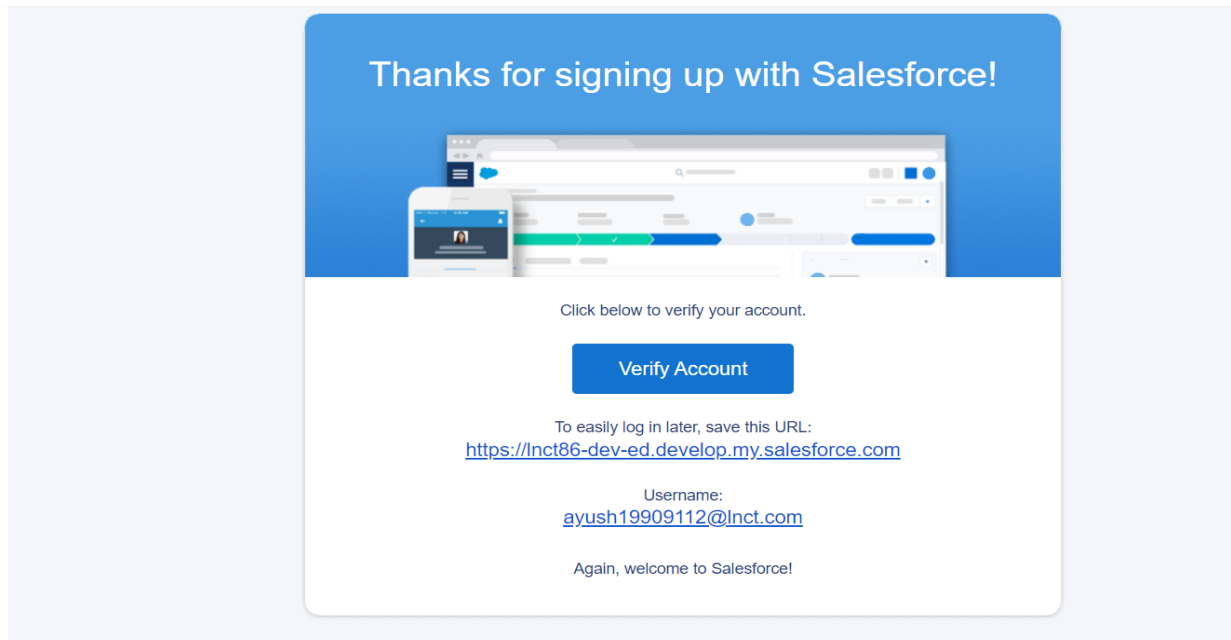 Thanks for signing up with Salesforce!
Click below to verify your account.
Verify Account
To easily log in later, save this URL:
https://lnct86-dev-ed.develop.my.salesforce.com
Username:
ayush19909112@lnct.com
Again, welcome to Salesforce!